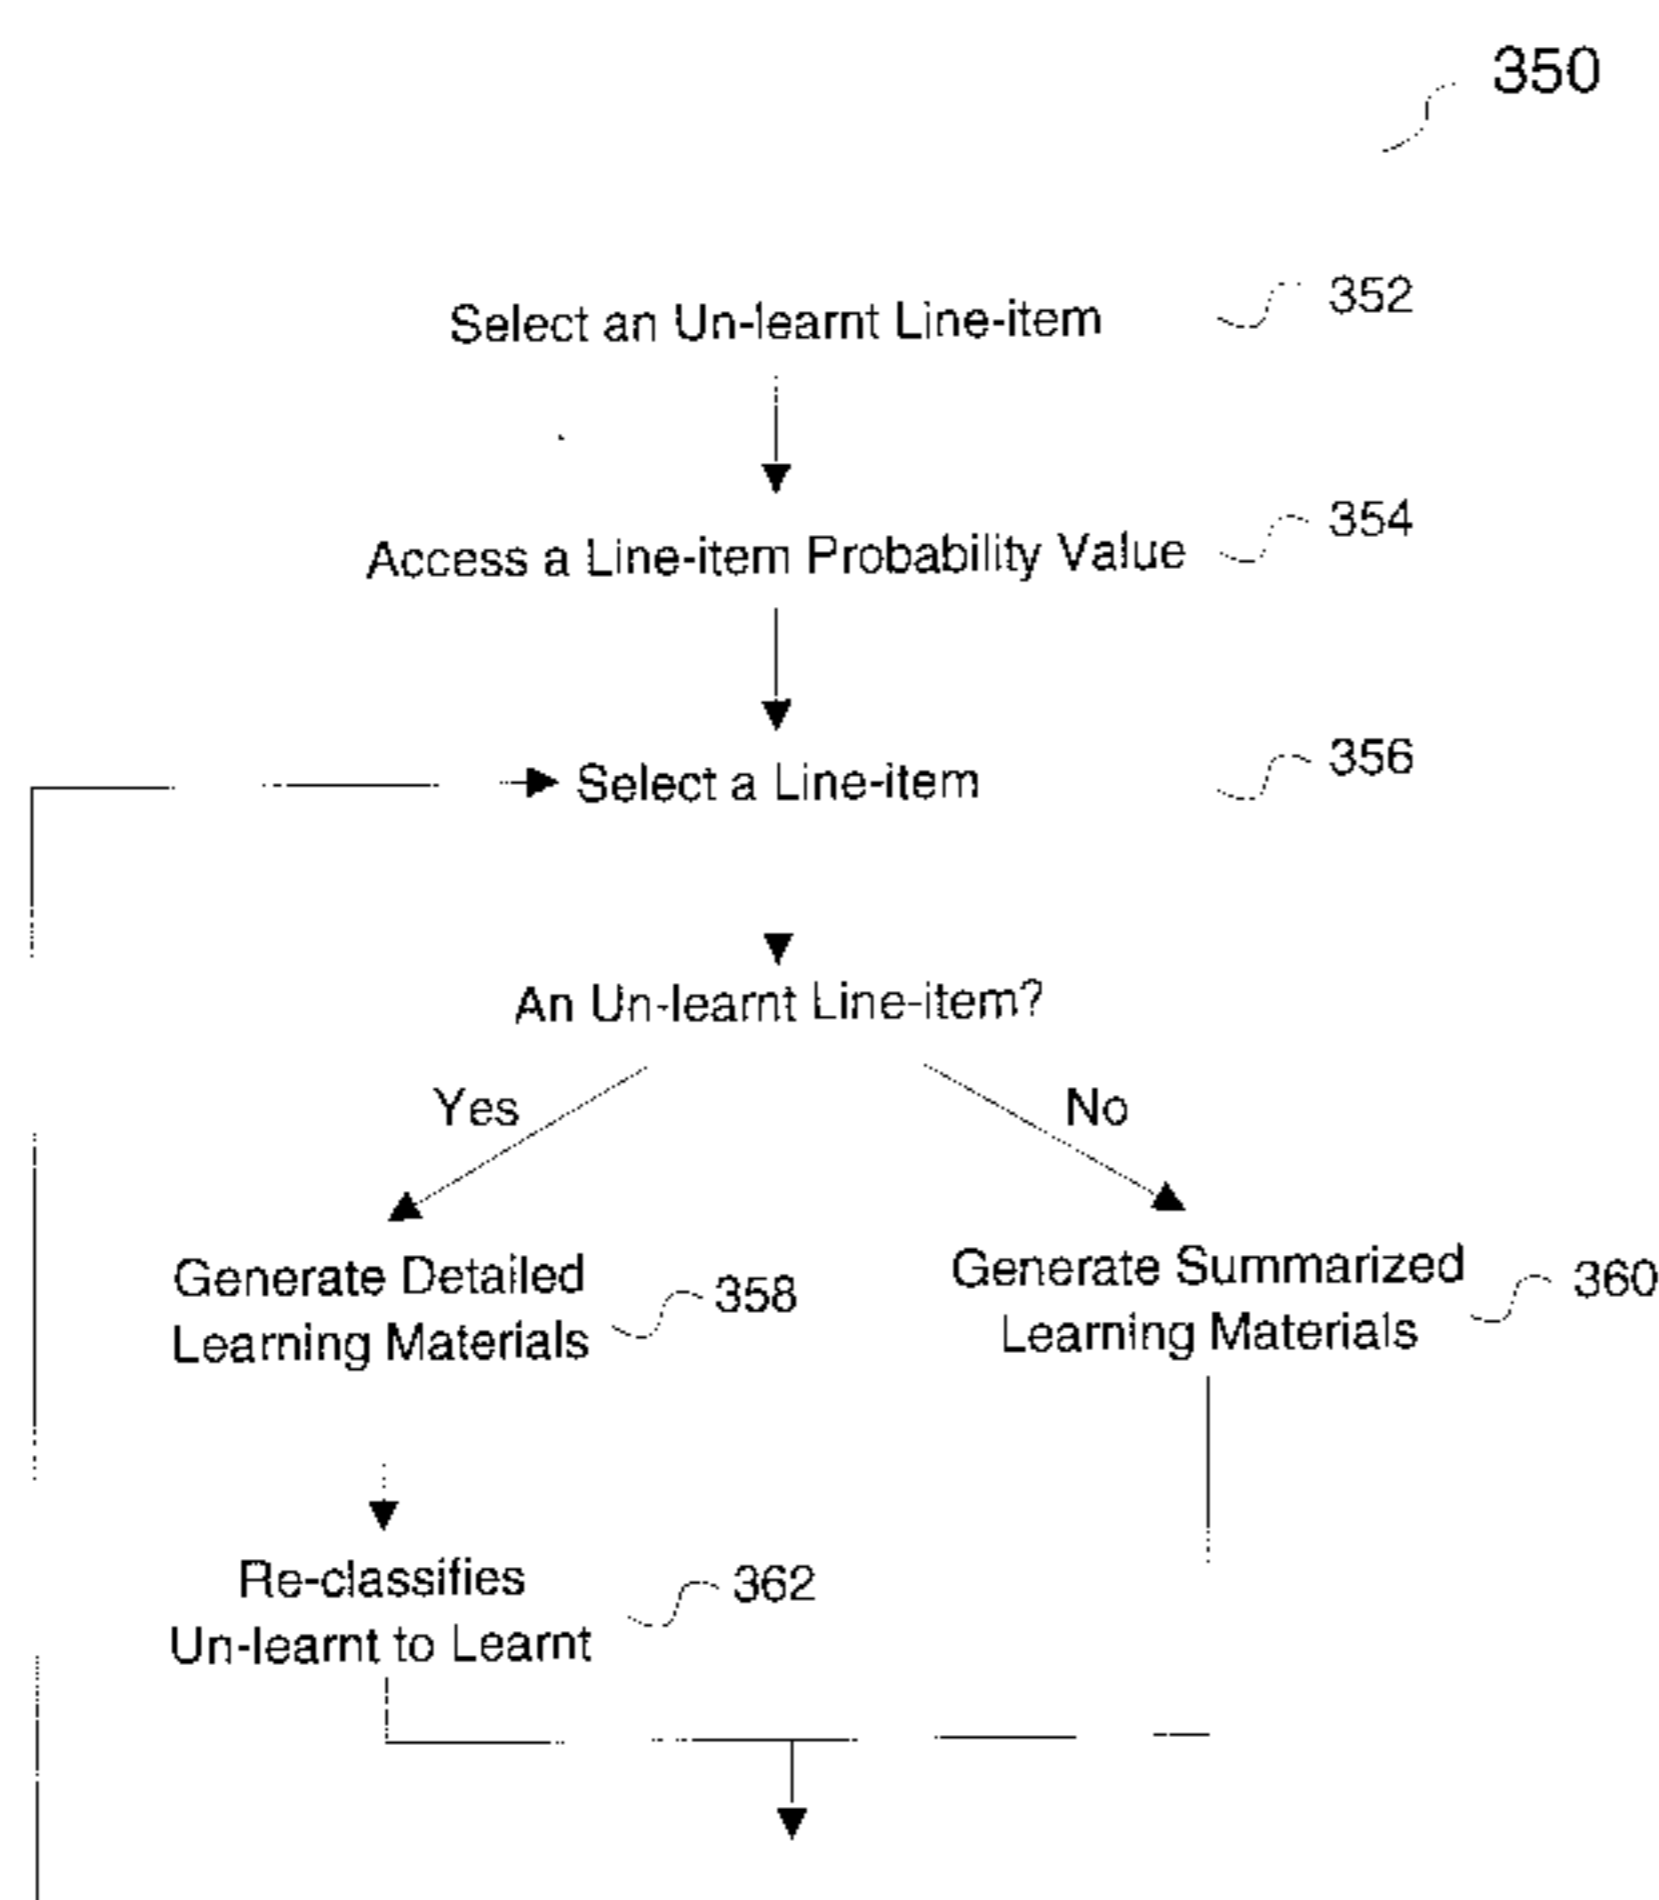 350
Select an Un-learnt Line-item
352
Access a Line-item Probability Value
354
Select a Line-item
356
An Un-learnt Line-item?
Yes
No
Generate Detailed
Learning Materials
358
Generate Summarized
Learning Materials
360
Re-classifies
Un-learnt to Learnt
362